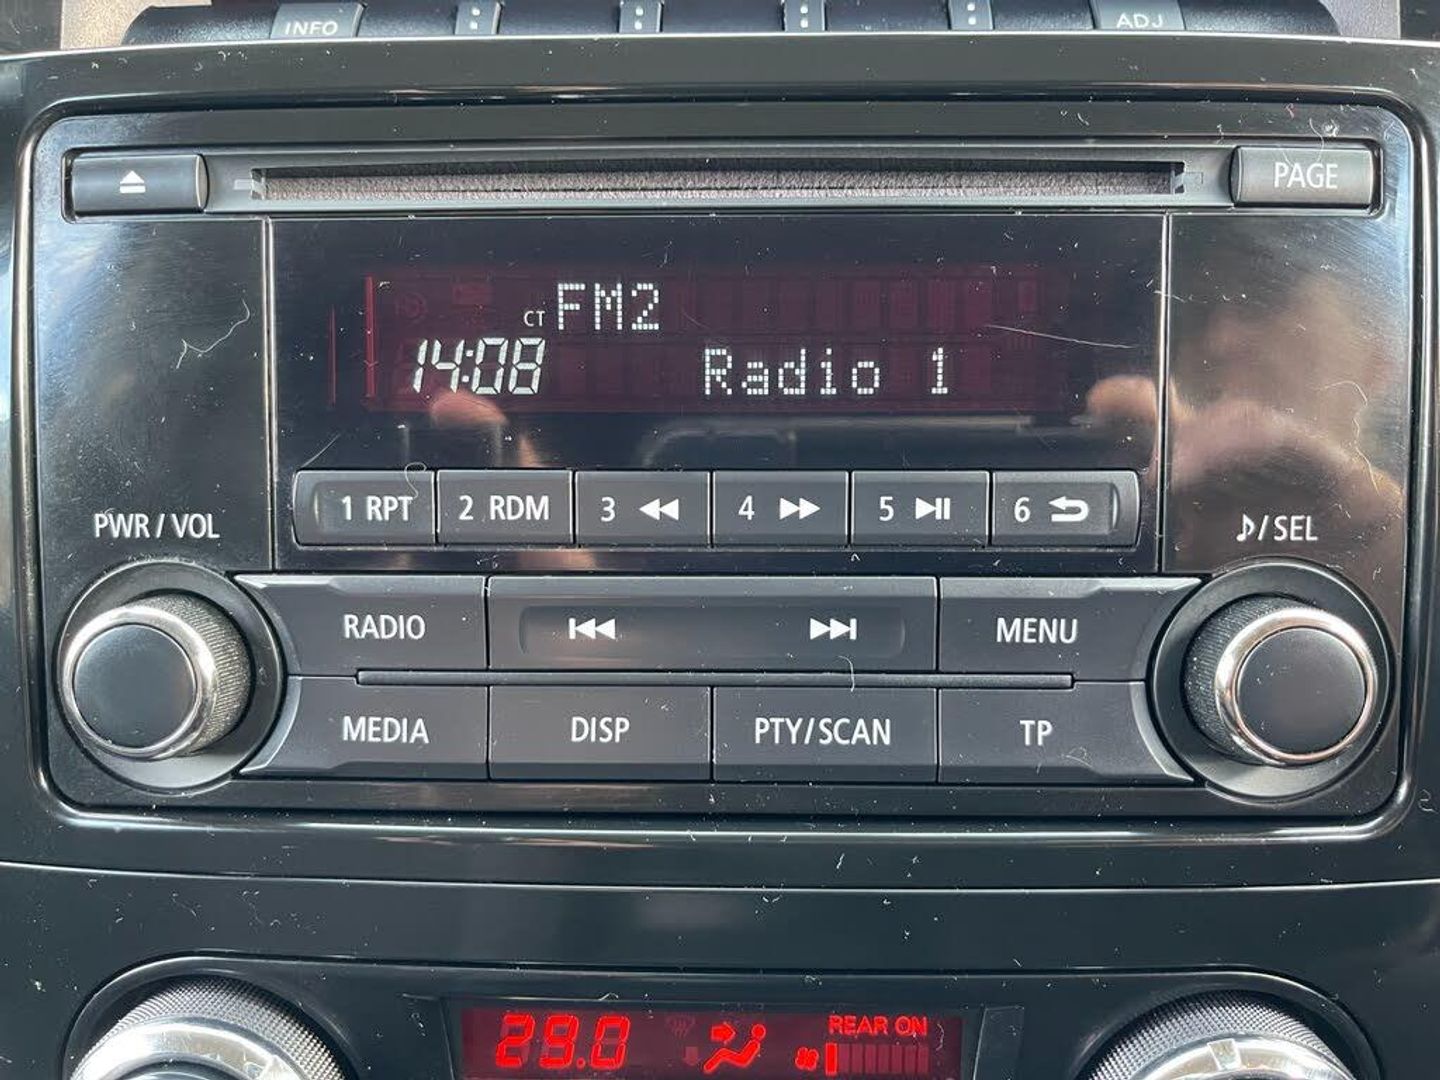 INFO ADJ
PAGE
CT FM2
14:08 Radio 1
1 RPT 2 RDM 3 4 5 6
PWR / VOL
/ SEL
RADIO MENU
MEDIA DISP PTY/SCAN TP
REAR ON
29.0